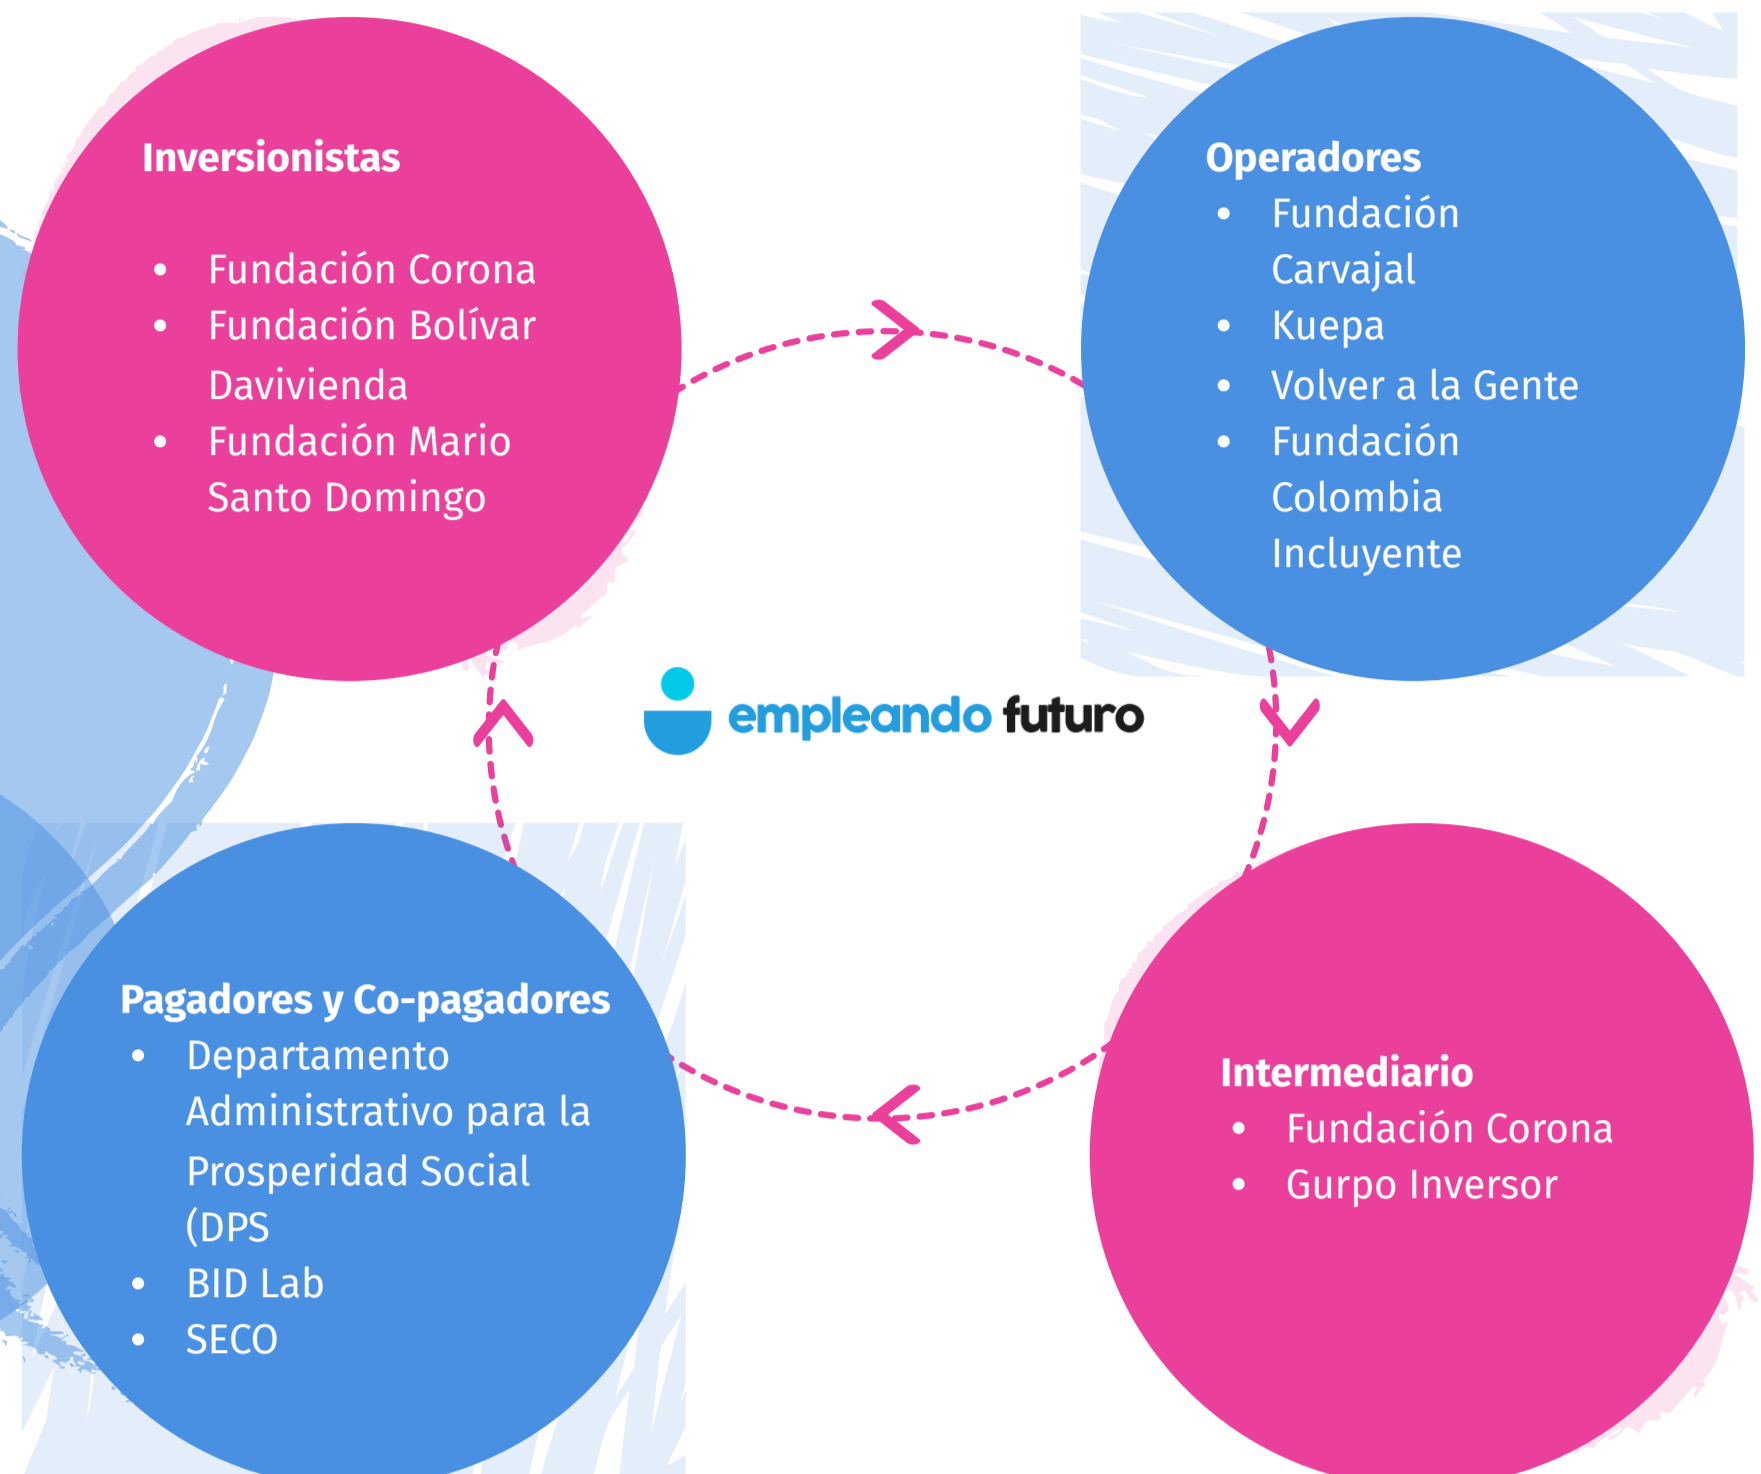 Inversionistas
• Fundación Corona
• Fundación Bolívar
Davivienda
• Fundación Mario
Santo Domingo
Operadores
• Fundación
Carvajal
• Kuepa
• Volver a la Gente
• Fundación
Colombia
Incluyente
empleando futuro
Pagadores y Co-pagadores
• Departamento
Administrativo para la
Prosperidad Social
(DPS
• BID Lab
• SECO
Intermediario
• Fundación Corona
• Gurpo Inversor